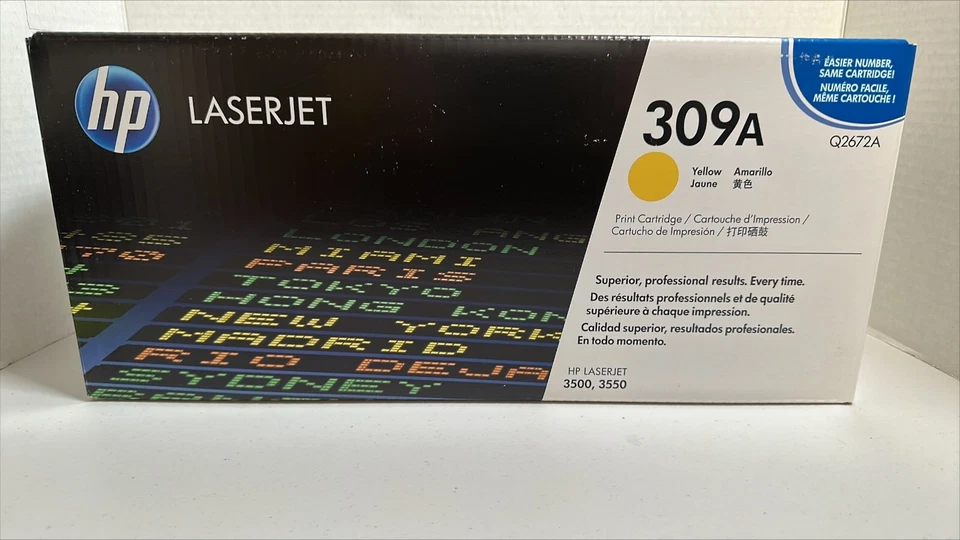 hp
LASERJET
LONDON
ANG
MIAMI
PARIS
TOKYO
HONG KON
NEW YORK
MADRID
RIO DEJA
SYDNEY
309A
Yellow Amarillo
Jaune 黄色
Print Cartridge / Cartouche d'Impression /
Cartucho de Impresión / 打印硒鼓
Superior, professional results. Every time.
Des résultats professionnels et de qualité
supérieure à chaque impression.
Calidad superior, resultados profesionales.
En todo momento.
HP LASERJET
3500, 3550
EASIER NUMBER,
SAME CARTRIDGE!
NUMÉRO FACILE,
MÊME CARTOUCHE !
Q2672A